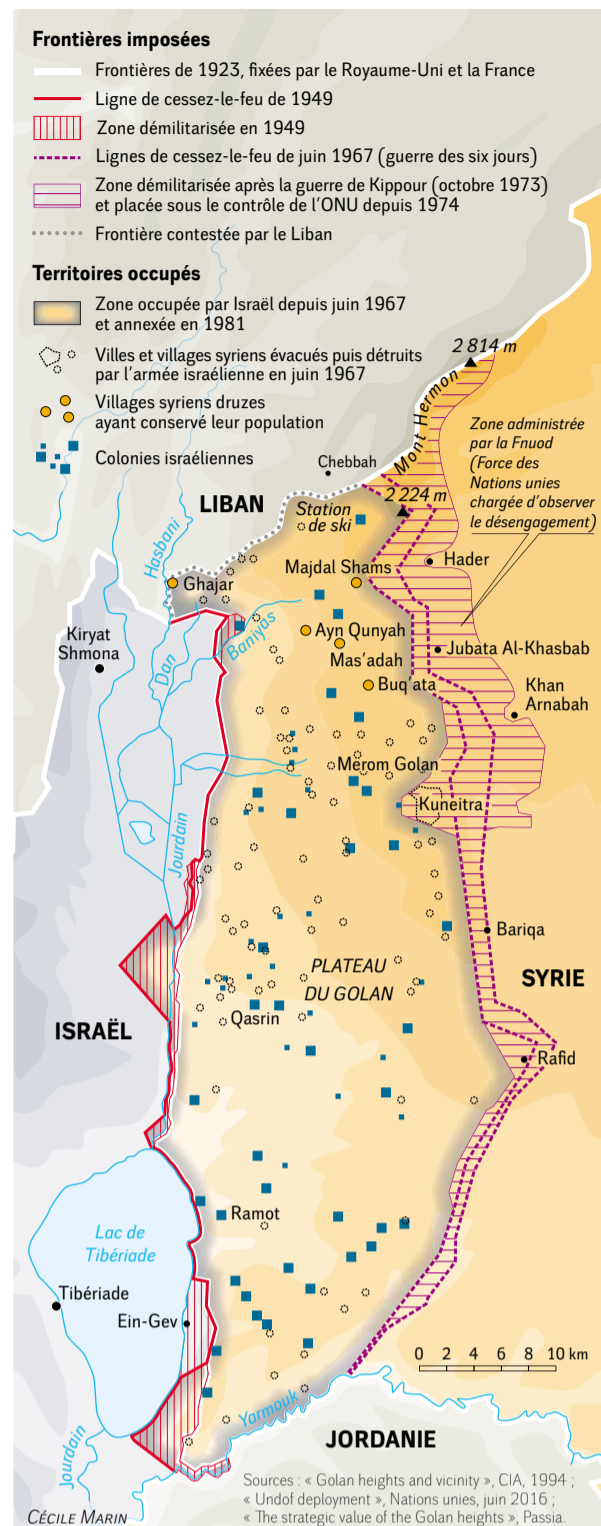 Frontières imposées
Frontières de 1923, fixées par le Royaume-Uni et la France
Ligne de cessez-le-feu de 1949
Zone démilitarisée en 1949
Lignes de cessez-le-feu de juin 1967 (guerre des six jours)
Zone démilitarisée après la guerre de Kippour (octobre 1973)
et placée sous le contrôle de l'ONU depuis 1974
Frontière contestée par le Liban
Territoires occupés
Zone occupée par Israël depuis juin 1967
et annexée en 1981
Villes et villages syriens évacués puis détruits
par l'armée israélienne en juin 1967
Villages syriens druzes
ayant conservé leur population
Colonies israéliennes
2 814 m
Mont Hermon
Zone administrée
par la Fnuod
(Force des
Nations unies
chargée d'observer
le désengagement)
Chebbah
LIBAN
2 224 m
Station
de ski
Hasbani
Hader
Majdal Shams
Ghajar
Kiryat
Shmona
Dan
Baniyas
Ayn Qunyah
Mas'adah
Jubata Al-Khasbab
Buq'ata
Khan
Arnabah
Merom Golan
Kuneitra
Jourdain
Bariqa
PLATEAU
DU GOLAN
SYRIE
Qasrin
ISRAËL
Rafid
Ramot
Lac de
Tibériade
Tibériade
Ein-Gev
0 2 4 6 8 10 km
Yarmouk
Jourdain
JORDANIE
Sources : « Golan heights and vicinity », CIA, 1994 ;
« Undof deployment », Nations unies, juin 2016 ;
« The strategic value of the Golan heights », Passia.
CÉCILE MARIN